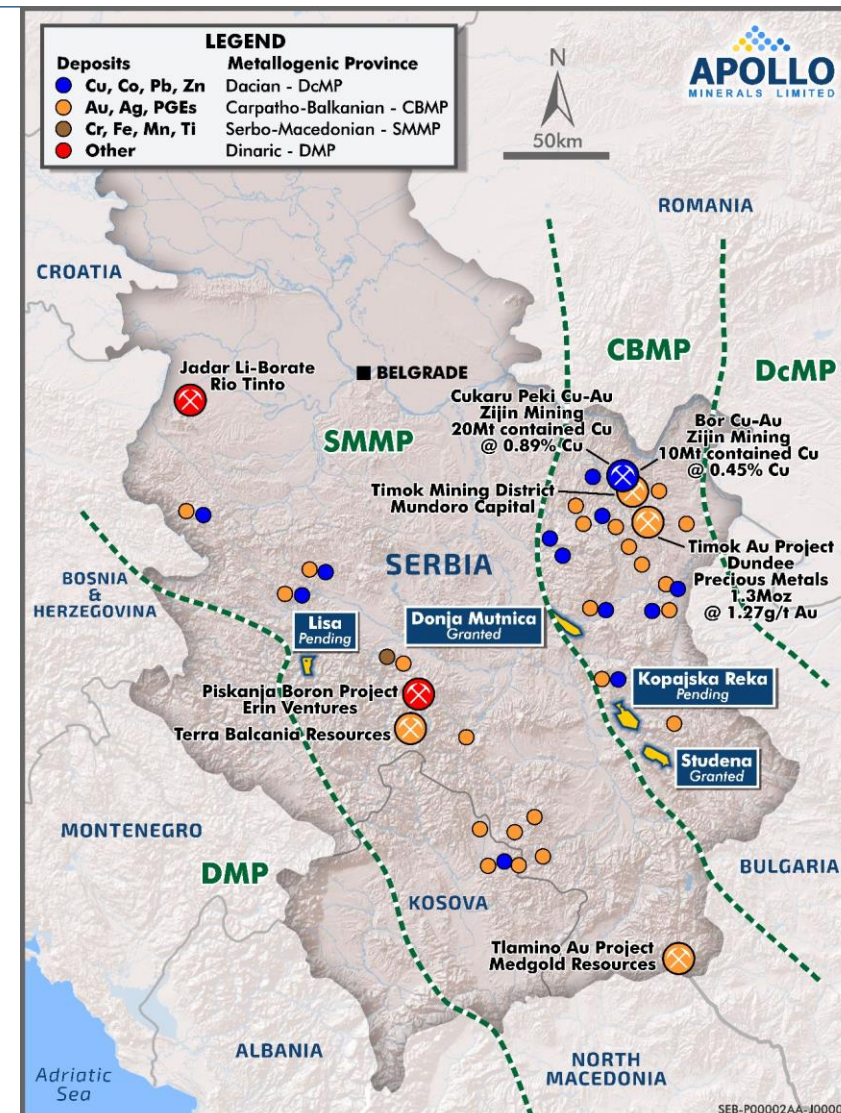 LEGEND
Deposits Metallogenic Province
Cu, Co, Pb, Zn Dacian - DcMP
Au, Ag, PGEs Carpatho-Balkanian - CBMP
Cr, Fe, Mn, Ti Serbo-Macedonian - SMMP
Other Dinaric - DMP
N
50km
APOLLO
MINERALS LIMITED
ROMANIA
CROATIA
CBMP
DcMP
Jadar Li-Borate
Rio Tinto
BELGRADE
Cukaru Peki Cu-Au
Zijin Mining
20Mt contained Cu
@ 0.89% Cu
Bor Cu-Au
Zijin Mining
10Mt contained Cu
@ 0.45% Cu
SMMP
Timok Mining District
Mundoro Capital
SERBIA
Timok Au Project
Dundee
Precious Metals
1.3Moz
@ 1.27g/t Au
BOSNIA
&
HERZEGOVINA
Lisa
Pending
Donja Mutnica
Granted
Kopajska Reka
Pending
Piskanja Boron Project
Erin Ventures
Terra Balcania Resources
Studena
Granted
MONTENEGRO
DMP
BULGARIA
KOSOVA
Tlamino Au Project
Medgold Resources
ALBANIA
NORTH
MACEDONIA
Adriatic
Sea
SEB-P00002AA-J0000